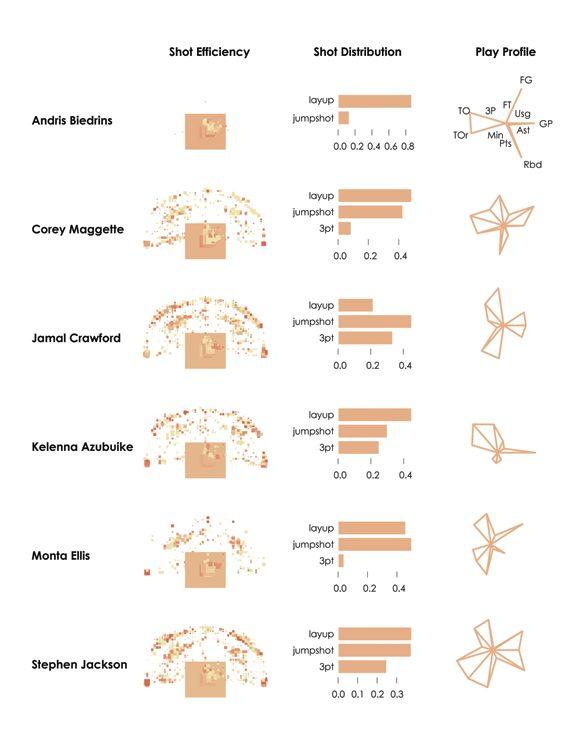 Shot Efficiency Shot Distribution Play Profile
Andris Biedrins
layup
jumpshot
0.0 0.2 0.4 0.6 0.8
FG
FT
3P
TO
Usg
GP
TOr
Min
Ast
Pts
Rbd
Corey Maggette
layup
jumpshot
3pt
0.0 0.2 0.4
Jamal Crawford
layup
jumpshot
3pt
0.0 0.2 0.4
Kelenna Azubuike
layup
jumpshot
3pt
0.0 0.2 0.4
Monta Ellis
layup
jumpshot
3pt
0.0 0.2 0.4
Stephen Jackson
layup
jumpshot
3pt
0.0 0.1 0.2 0.3